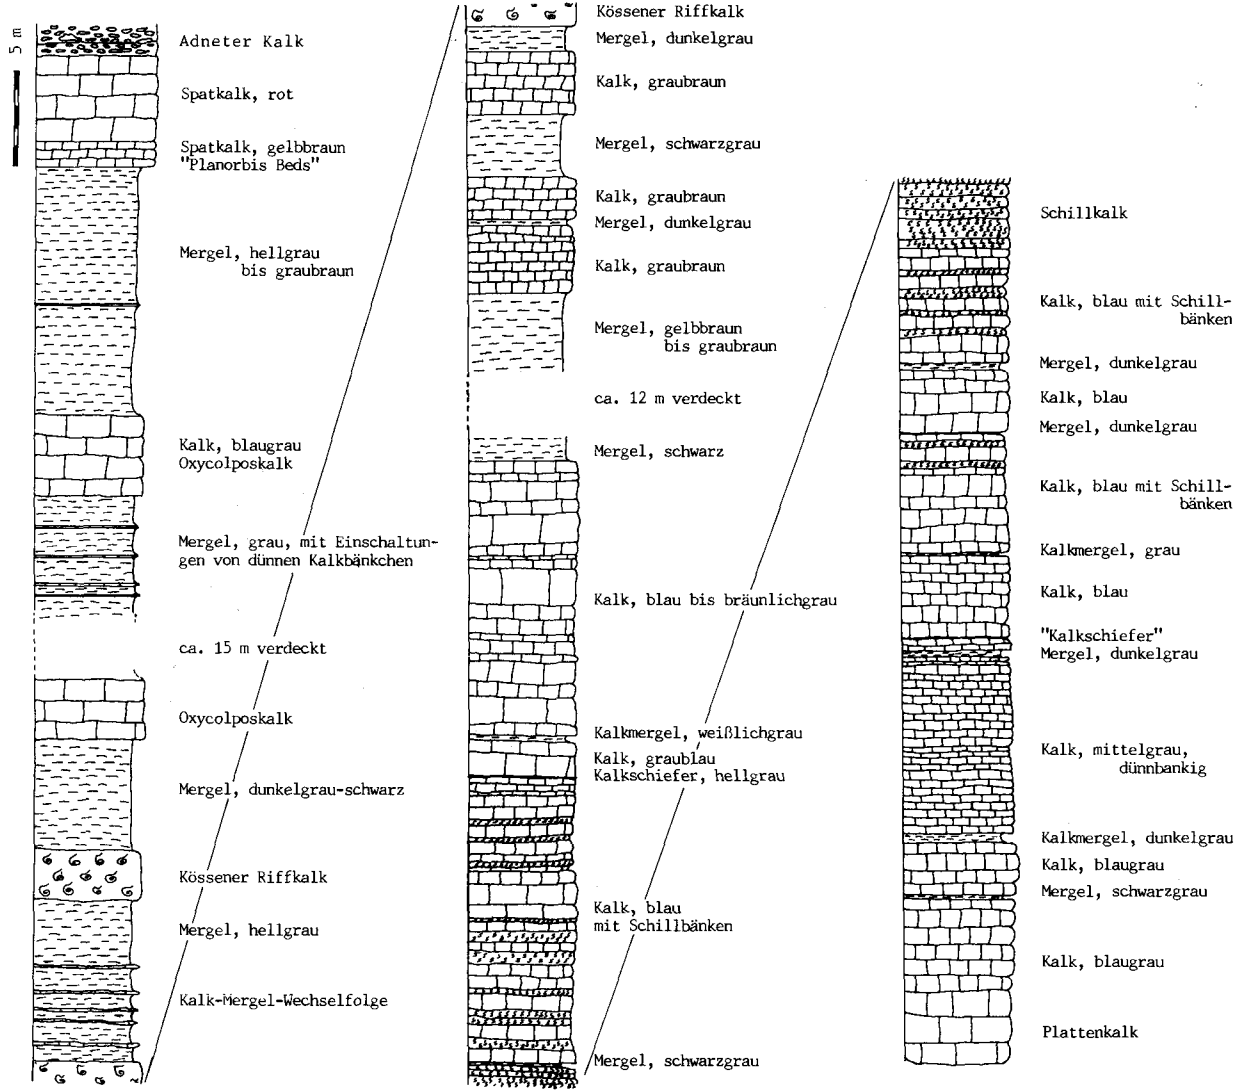 5 m
Adneter Kalk
Spatkalk, rot
Spatkalk, gelbbraun
"Planorbis Beds"
Mergel, hellgrau
bis graubraun
Kalk, blaugrau
Oxycolposkalk
Mergel, grau, mit Einschaltun-
gen von dünnen Kalkbänkchen
ca. 15 m verdeckt
Oxycolposkalk
Mergel, dunkelgrau-schwarz
Kössener Riffkalk
Mergel, hellgrau
Kalk-Mergel-Wechselfolge
Kössener Riffkalk
Mergel, dunkelgrau
Kalk, graubraun
Mergel, schwarzgrau
Kalk, graubraun
Mergel, dunkelgrau
Kalk, graubraun
Mergel, gelbbraun
bis graubraun
ca. 12 m verdeckt
Mergel, schwarz
Kalk, blau bis bräunlichgrau
Kalkmergel, weißlichgrau
Kalk, graublau
Kalkschiefer, hellgrau
Kalk, blau
mit Schillbänken
Mergel, schwarzgrau
Schillkalk
Kalk, blau mit Schill-
bänken
Mergel, dunkelgrau
Kalk, blau
Mergel, dunkelgrau
Kalk, blau mit Schill-
bänken
Kalkmergel, grau
Kalk, blau
"Kalkschiefer"
Mergel, dunkelgrau
Kalk, mittelgrau,
dünnbankig
Kalkmergel, dunkelgrau
Kalk, blaugrau
Mergel, schwarzgrau
Kalk, blaugrau
Plattenkalk